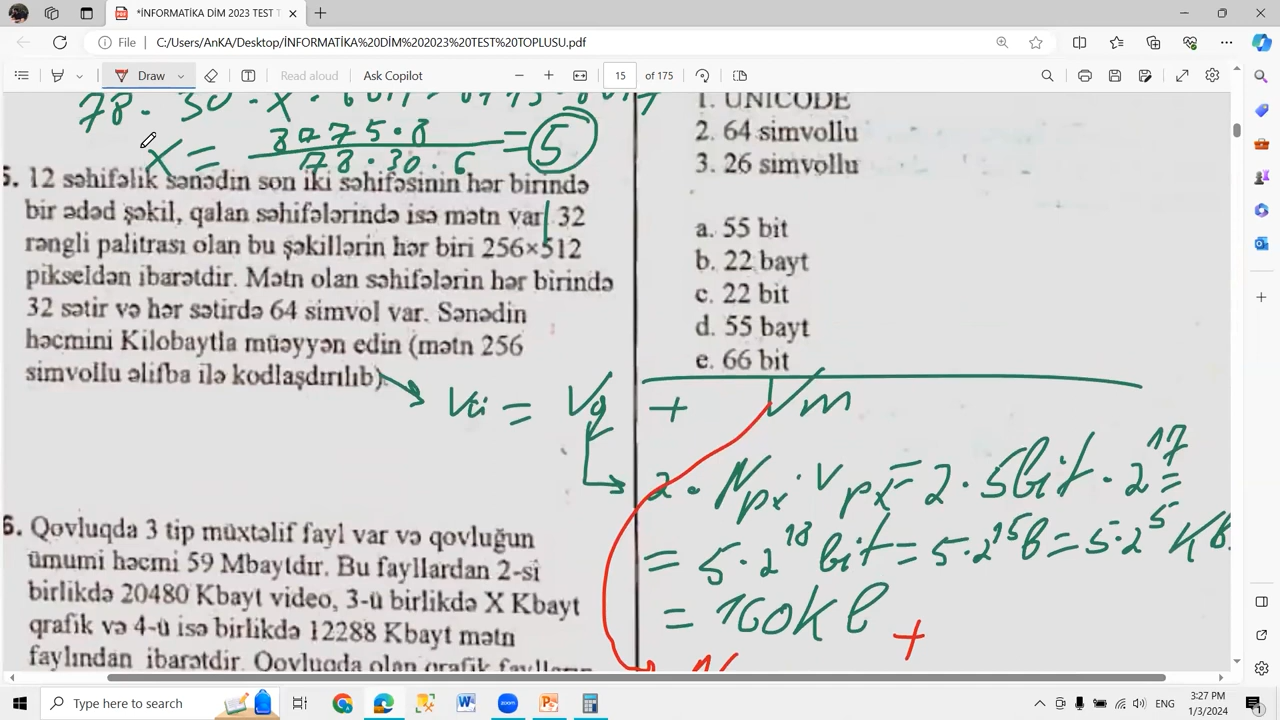 *İNFORMATİKA DİM 2023 TEST T
File C:/Users/AnKA/Desktop/İNFORMATİKA%20DİM%202023%20TEST%20TOPLUSU.pdf
Draw Read aloud Ask Copilot 15 of 175
x = 8775·8 / 78·30·6 = 5
5. 12 səhifəlik sənədin son iki səhifəsinin hər birində
bir ədəd şəkil, qalan səhifələrində isə mətn var 32
rəngli palitrası olan bu şəkillərin hər biri 256×512
pikseldən ibarətdir. Mətn olan səhifələrin hər birində
32 sətir və hər sətirdə 64 simvol var. Sənədin
həcmini Kilobaytla müəyyən edin (mətn 256
simvollu əlifba ilə kodlaşdırılıb).
6. Qovluqda 3 tip müxtəlif fayl var və qovluğun
ümumi həcmi 59 Mbaytdır. Bu fayllardan 2-si
birlikdə 20480 Kbayt video, 3-ü birlikdə X Kbayt
qrafik və 4-ü isə birlikdə 12288 Kbayt mətn
faylından ibarətdir. Qovluqda olan qrafik faylların
1. UNICODE
2. 64 simvollu
3. 26 simvollu
a. 55 bit
b. 22 bayt
c. 22 bit
d. 55 bayt
e. 66 bit
= + Vm
2 · Npx · Vpx = 2 · 5bit · 2^17 =
= 5·2^18 bit = 5·2^15 B = 5·2^5 KB
= 160K
+
Type here to search
ENG
3:27 PM
1/3/2024